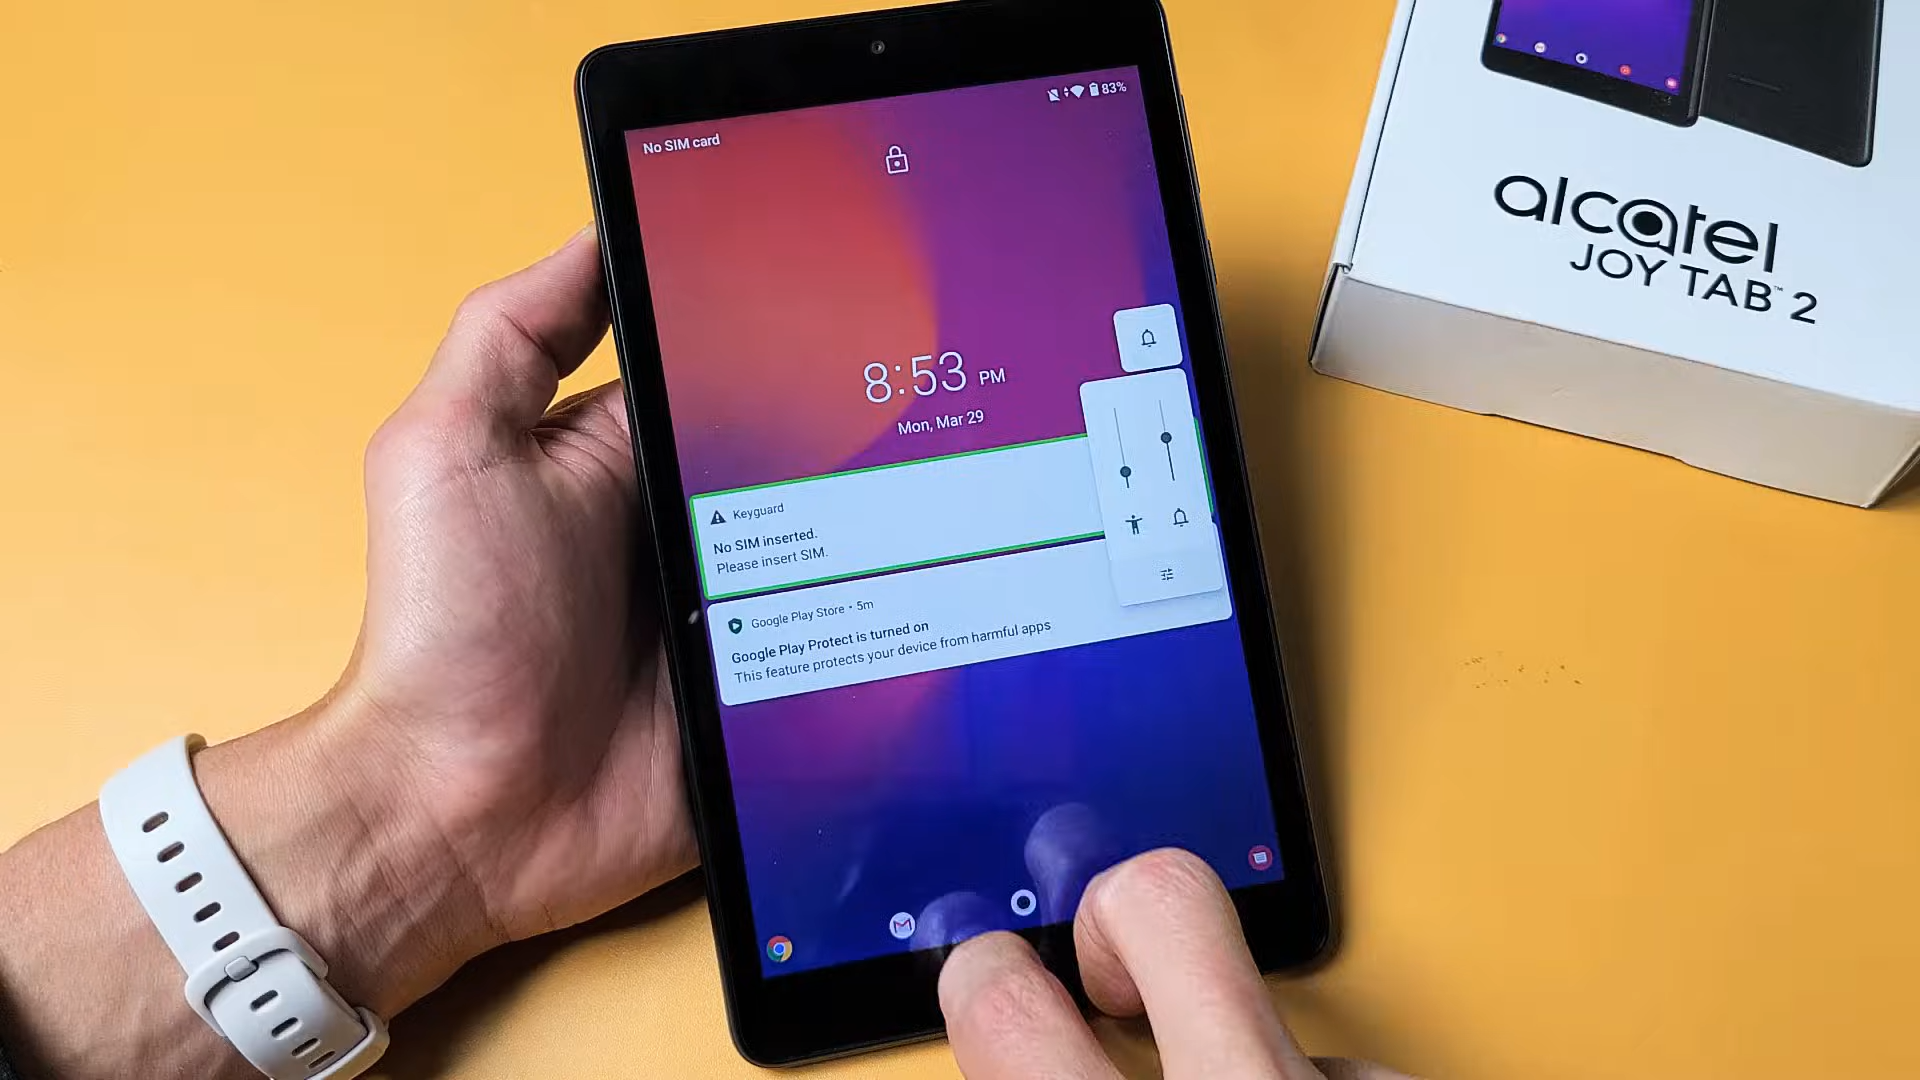 No SIM card
83%
8:53 PM
Mon, Mar 29
Keyguard
No SIM inserted.
Please insert SIM.
Google Play Store • 5m
Google Play Protect is turned on
This feature protects your device from harmful apps
alcatel
JOY TAB™ 2